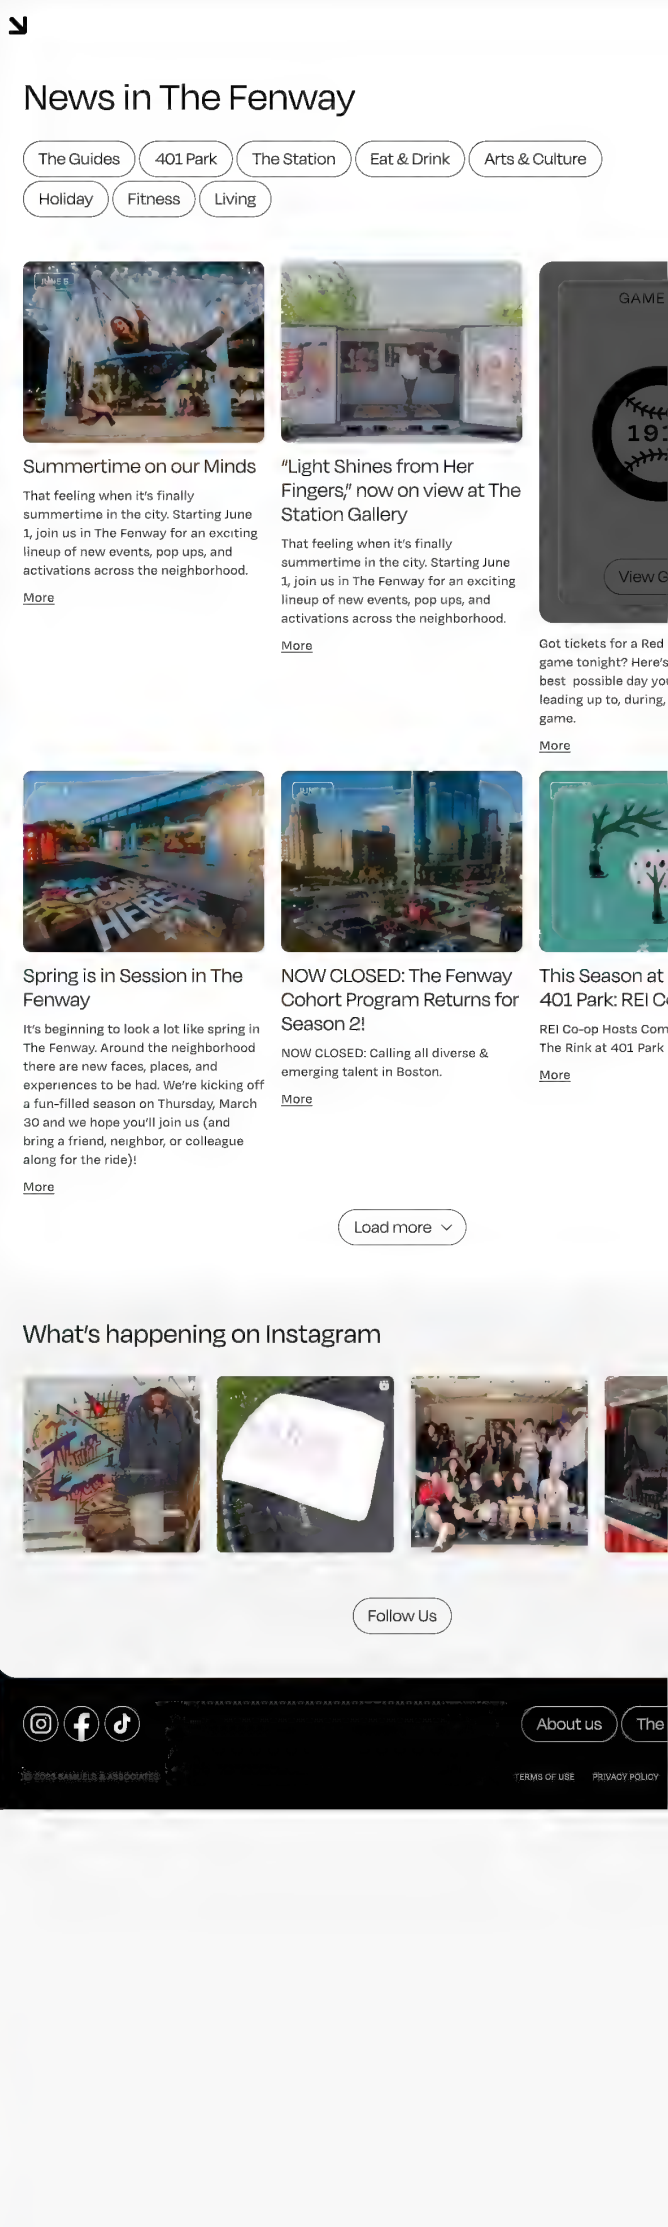 News in The Fenway
The Guides
401 Park
The Station
Eat & Drink
Arts & Culture
Holiday
Fitness
Living
Summertime on our Minds
That feeling when it's finally
summertime in the city. Starting June
1, join us in The Fenway for an exciting
lineup of new events, pop ups, and
activations across the neighborhood.
More
“Light Shines from Her
Fingers,” now on view at The
Station Gallery
That feeling when it's finally
summertime in the city. Starting June
1, join us in The Fenway for an exciting
lineup of new events, pop ups, and
activations across the neighborhood.
More
GAME
191
View G
Got tickets for a Red
game tonight? Here's
best possible day you
leading up to, during,
game.
More
Spring is in Session in The
Fenway
It's beginning to look a lot like spring in
The Fenway. Around the neighborhood
there are new faces, places, and
experiences to be had. We're kicking off
a fun-filled season on Thursday, March
30 and we hope you'll join us (and
bring a friend, neighbor, or colleague
along for the ride)!
More
HERE
NOW CLOSED: The Fenway
Cohort Program Returns for
Season 2!
NOW CLOSED: Calling all diverse &
emerging talent in Boston.
More
This Season at
401 Park: REI Co
REI Co-op Hosts Com
The Rink at 401 Park
More
Load more
What's happening on Instagram
Follow Us
About us
The
© 2023 SAMUELS & ASSOCIATES
TERMS OF USE
PRIVACY POLICY